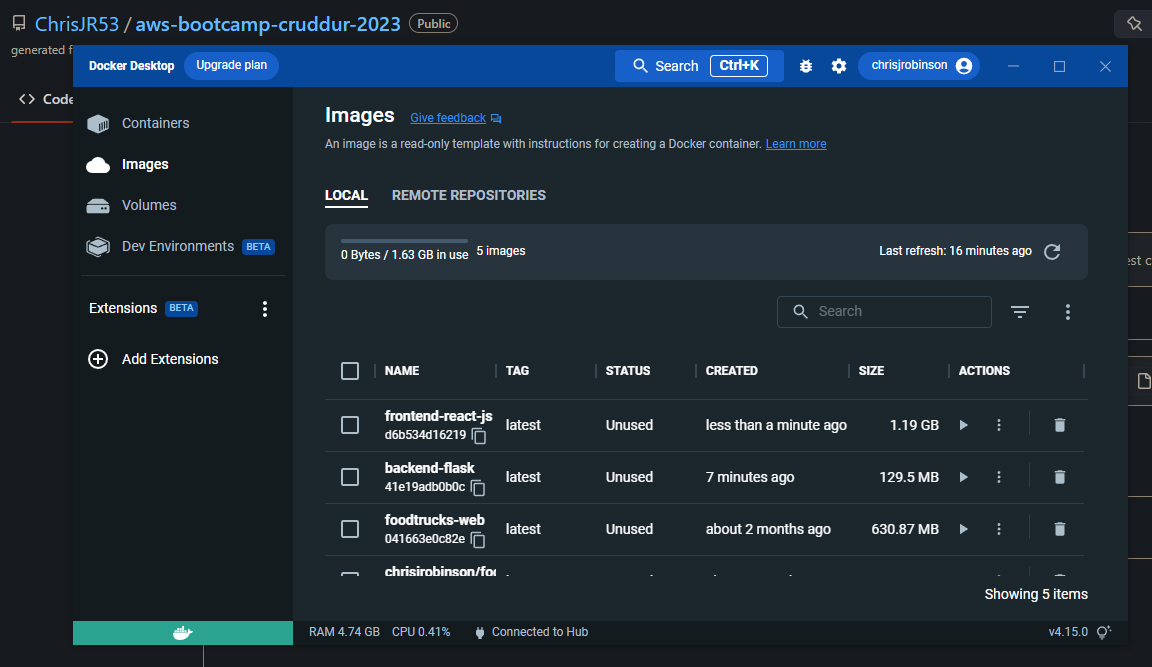 ChrisJR53 / aws-bootcamp-cruddur-2023 Public
generated f
Docker Desktop Upgrade plan Search Ctrl+K chrisjrobinson
<> Code
Containers
Images
Volumes
Dev Environments BETA
Extensions BETA
Add Extensions
Images Give feedback
An image is a read-only template with instructions for creating a Docker container. Learn more
LOCAL REMOTE REPOSITORIES
0 Bytes / 1.63 GB in use 5 images Last refresh: 16 minutes ago
Search
NAME TAG STATUS CREATED SIZE ACTIONS
frontend-react-js
d6b534d16219 latest Unused less than a minute ago 1.19 GB
backend-flask
41e19adb0b0c latest Unused 7 minutes ago 129.5 MB
foodtrucks-web
041663e0c82e latest Unused about 2 months ago 630.87 MB
chrisjrobinson/foo
Showing 5 items
RAM 4.74 GB CPU 0.41% Connected to Hub v4.15.0
est c